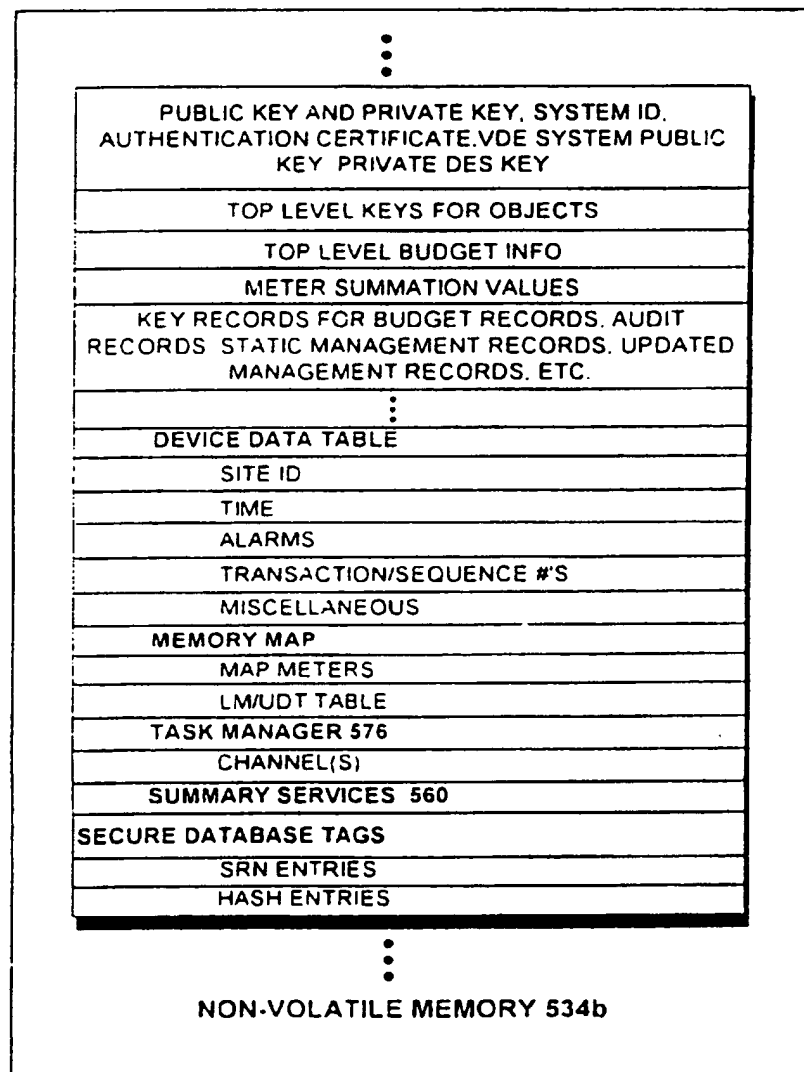 PUBLIC KEY AND PRIVATE KEY, SYSTEM ID,
AUTHENTICATION CERTIFICATE.VDE SYSTEM PUBLIC
KEY PRIVATE DES KEY
TOP LEVEL KEYS FOR OBJECTS
TOP LEVEL BUDGET INFO
METER SUMMATION VALUES
KEY RECORDS FOR BUDGET RECORDS, AUDIT
RECORDS STATIC MANAGEMENT RECORDS, UPDATED
MANAGEMENT RECORDS, ETC.
DEVICE DATA TABLE
SITE ID
TIME
ALARMS
TRANSACTION/SEQUENCE #'S
MISCELLANEOUS
MEMORY MAP
MAP METERS
LM/UDT TABLE
TASK MANAGER 576
CHANNEL(S)
SUMMARY SERVICES 560
SECURE DATABASE TAGS
SRN ENTRIES
HASH ENTRIES
NON-VOLATILE MEMORY 534b